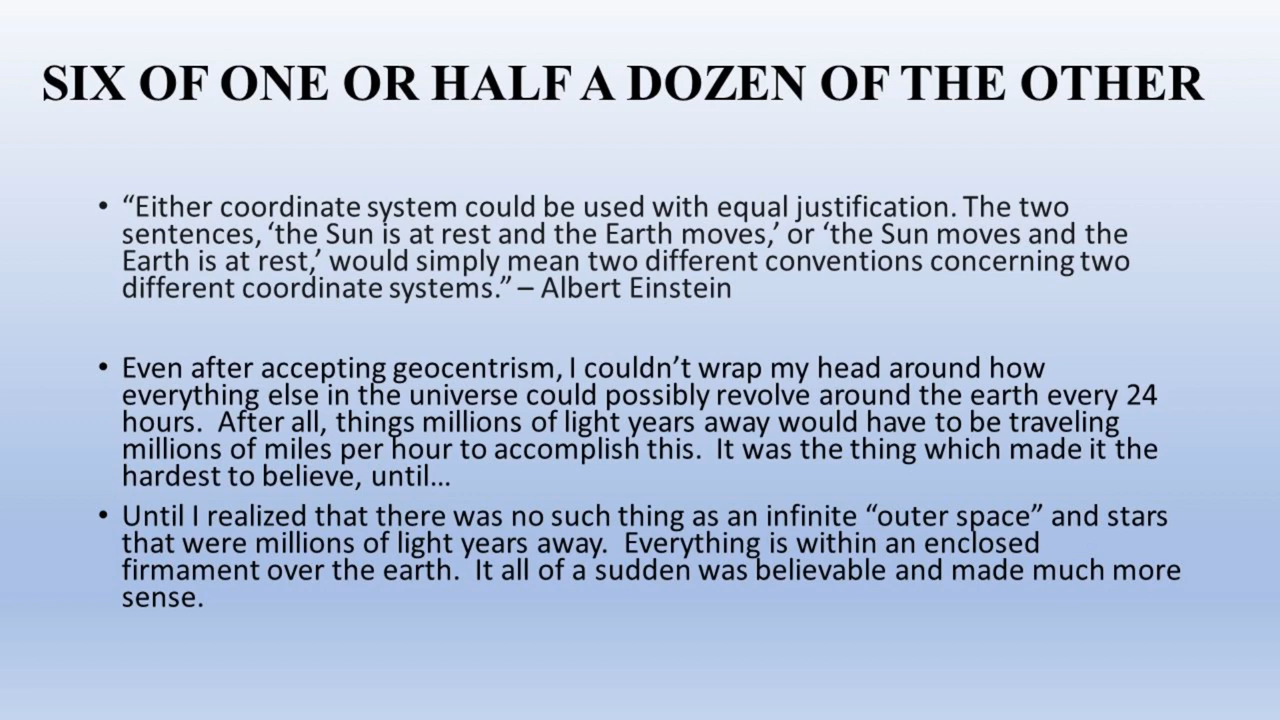 SIX OF ONE OR HALF A DOZEN OF THE OTHER
• “Either coordinate system could be used with equal justification. The two
sentences, ‘the Sun is at rest and the Earth moves,’ or ‘the Sun moves and the
Earth is at rest,’ would simply mean two different conventions concerning two
different coordinate systems.” – Albert Einstein
• Even after accepting geocentrism, I couldn’t wrap my head around how
everything else in the universe could possibly revolve around the earth every 24
hours.  After all, things millions of light years away would have to be traveling
millions of miles per hour to accomplish this.  It was the thing which made it the
hardest to believe, until…
• Until I realized that there was no such thing as an infinite “outer space” and stars
that were millions of light years away.  Everything is within an enclosed
firmament over the earth.  It all of a sudden was believable and made much more
sense.